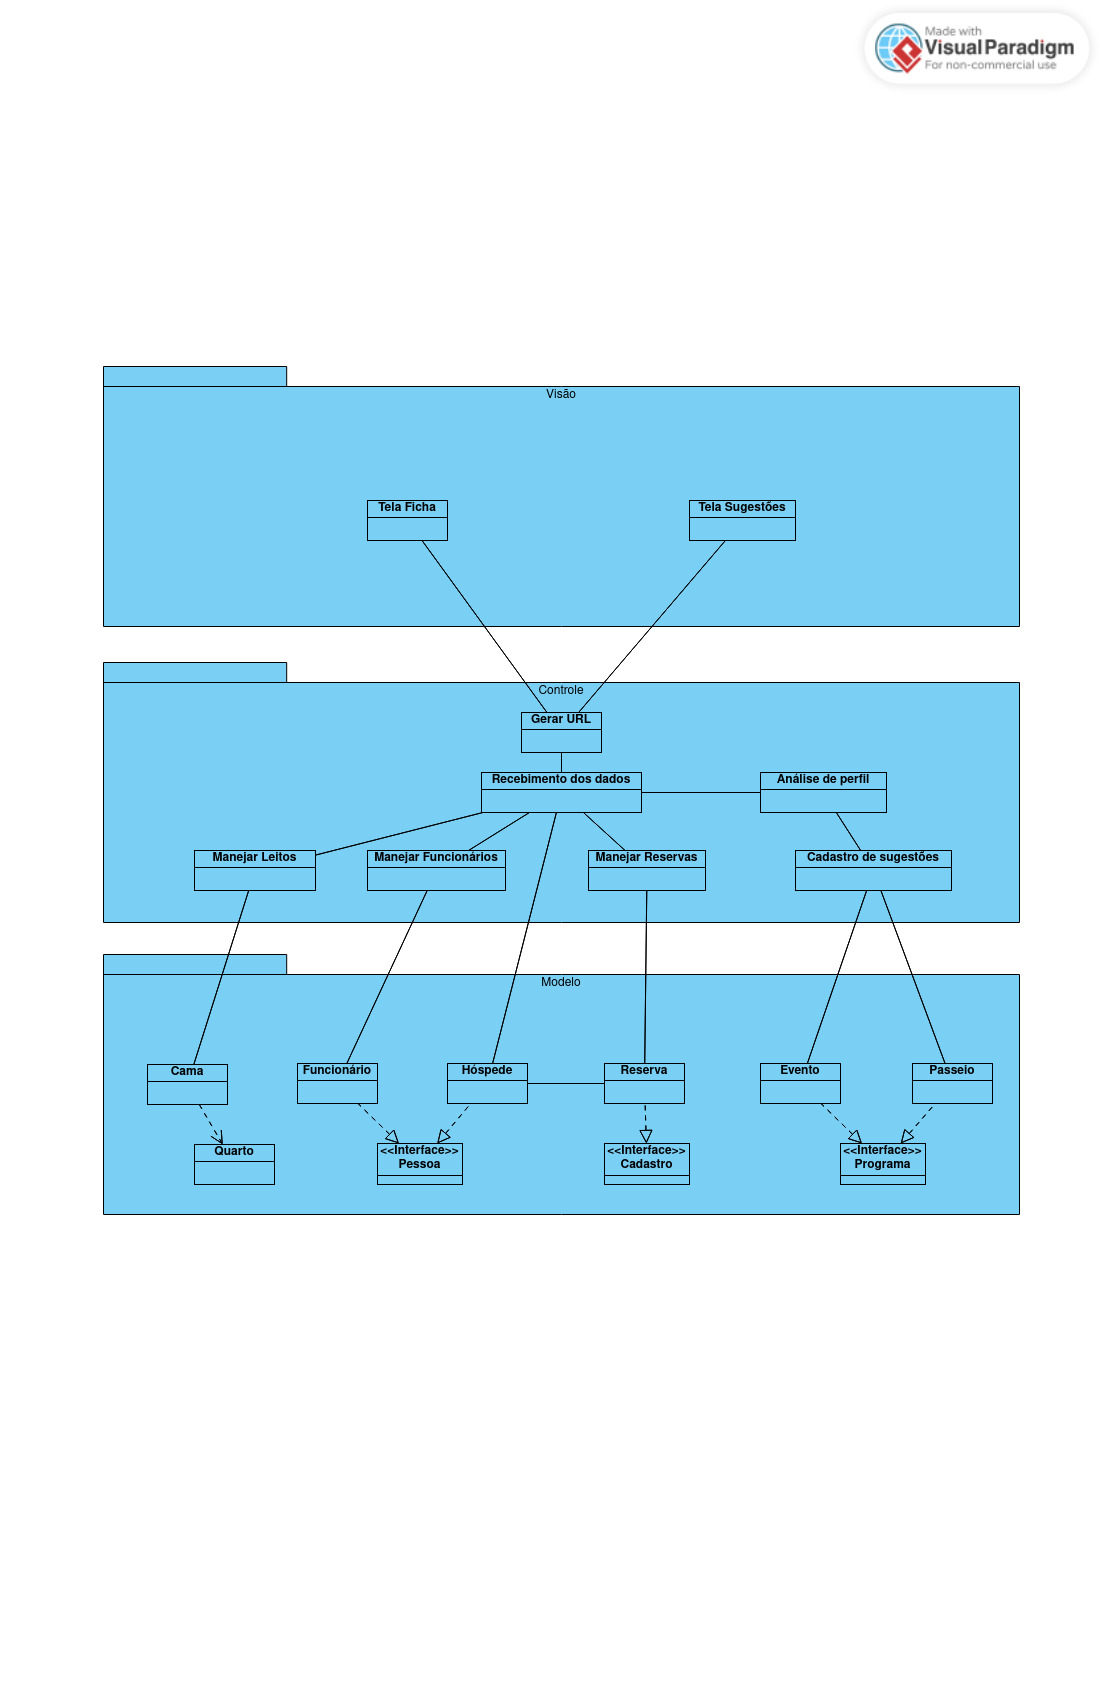 Made with
Visual Paradigm
For non-commercial use
Visão
Tela Ficha
Tela Sugestões
Controle
Gerar URL
Recebimento dos dados
Análise de perfil
Manejar Leitos
Manejar Funcionários
Manejar Reservas
Cadastro de sugestões
Modelo
Cama
Funcionário
Hóspede
Reserva
Evento
Passeio
Quarto
<<Interface>>
Pessoa
<<Interface>>
Cadastro
<<Interface>>
Programa